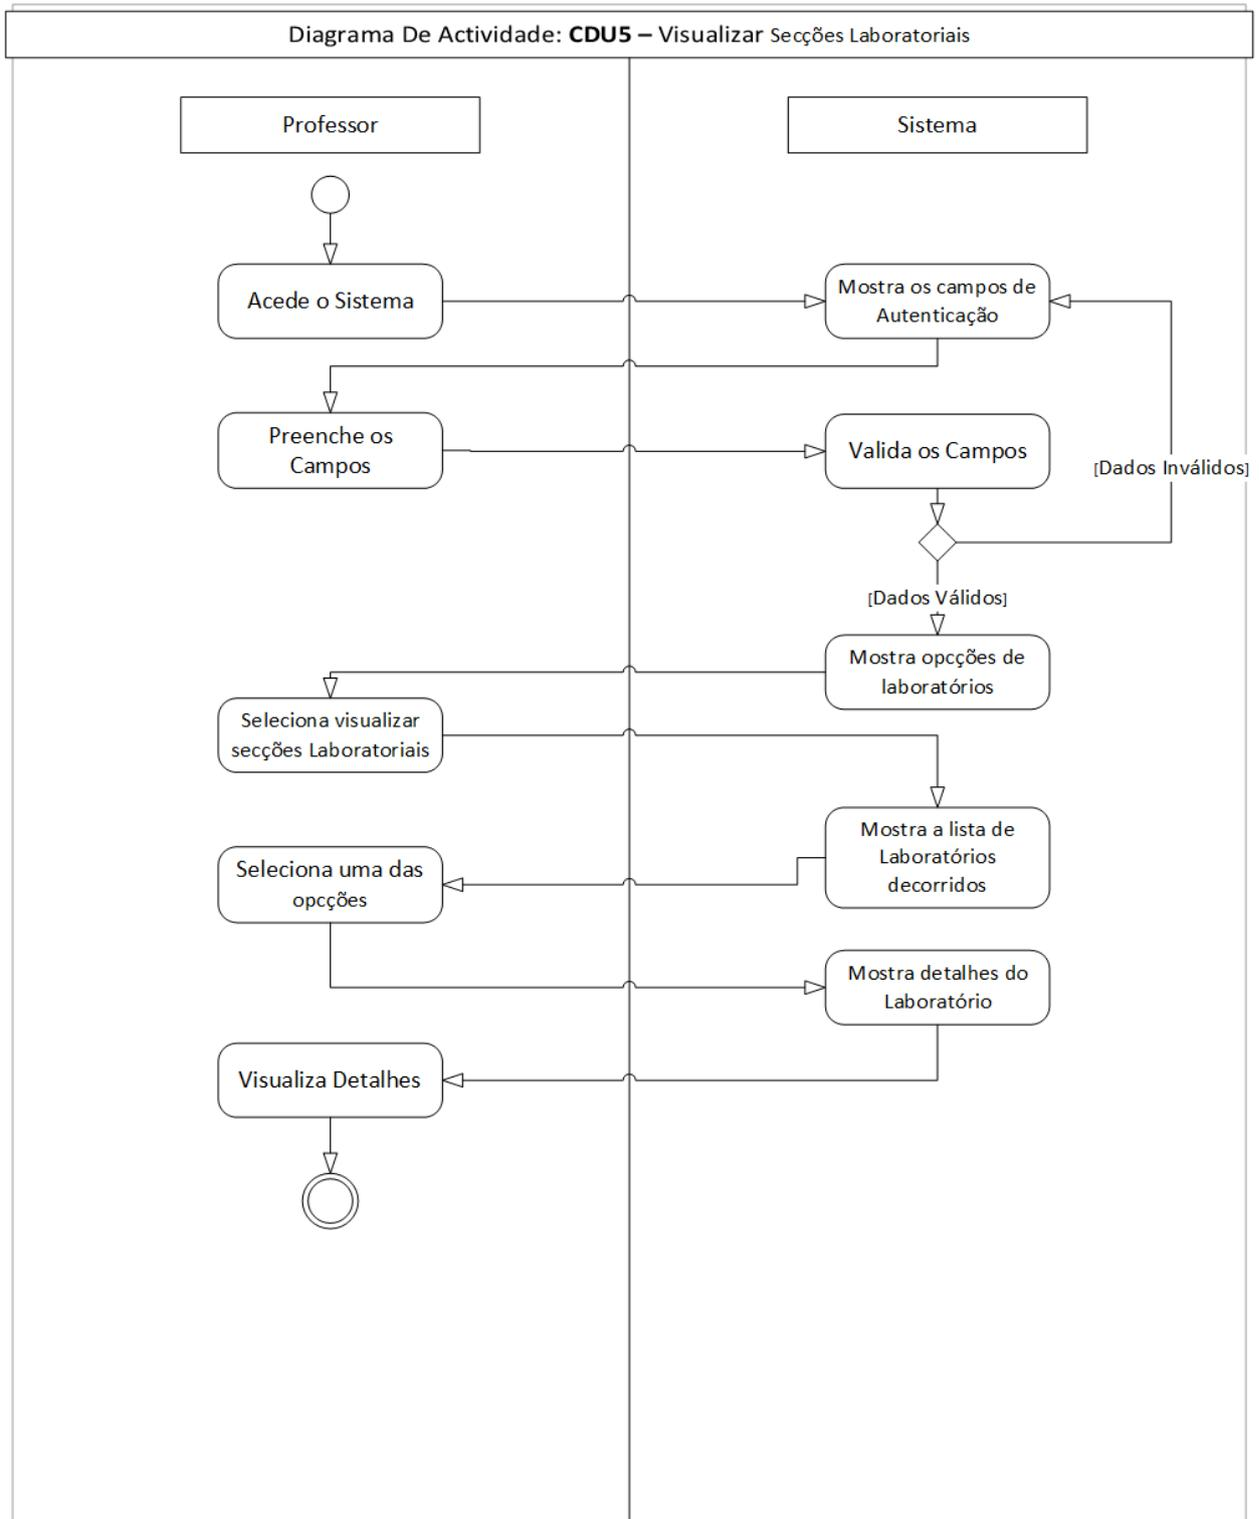 Diagrama De Actividade: CDU5 – Visualizar Secções Laboratoriais
Professor
Sistema
Acede o Sistema
Mostra os campos de
Autenticação
Preenche os
Campos
Valida os Campos
[Dados Inválidos]
[Dados Válidos]
Mostra opcções de
laboratórios
Seleciona visualizar
secções Laboratoriais
Mostra a lista de
Laboratórios
decorridos
Seleciona uma das
opcções
Mostra detalhes do
Laboratório
Visualiza Detalhes